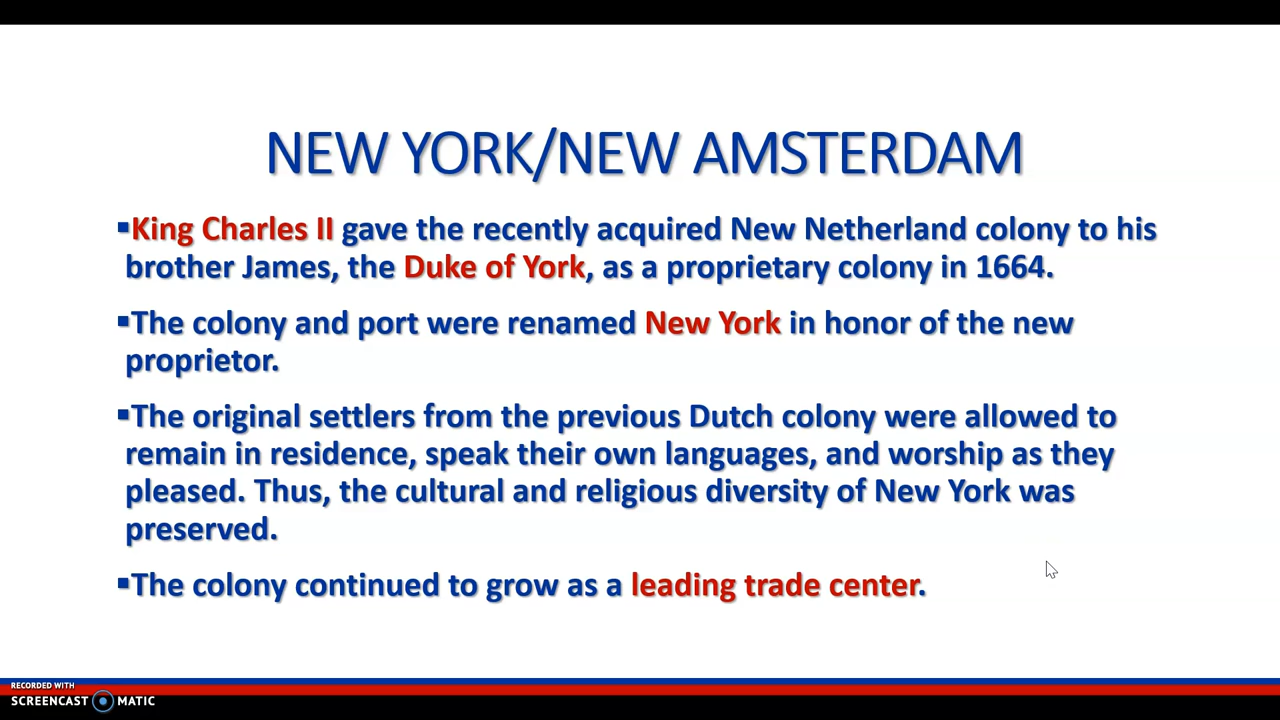 NEW YORK/NEW AMSTERDAM
▪King Charles II gave the recently acquired New Netherland colony to his
brother James, the Duke of York, as a proprietary colony in 1664.
▪The colony and port were renamed New York in honor of the new
proprietor.
▪The original settlers from the previous Dutch colony were allowed to
remain in residence, speak their own languages, and worship as they
pleased. Thus, the cultural and religious diversity of New York was
preserved.
▪The colony continued to grow as a leading trade center.
RECORDED WITH
SCREENCAST MATIC